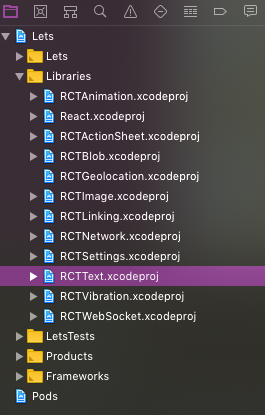 Lets
Lets
Libraries
RCTAnimation.xcodeproj
React.xcodeproj
RCTActionSheet.xcodeproj
RCTBlob.xcodeproj
RCTGeolocation.xcodeproj
RCTImage.xcodeproj
RCTLinking.xcodeproj
RCTNetwork.xcodeproj
RCTSettings.xcodeproj
RCTText.xcodeproj
RCTVibration.xcodeproj
RCTWebSocket.xcodeproj
LetsTests
Products
Frameworks
Pods